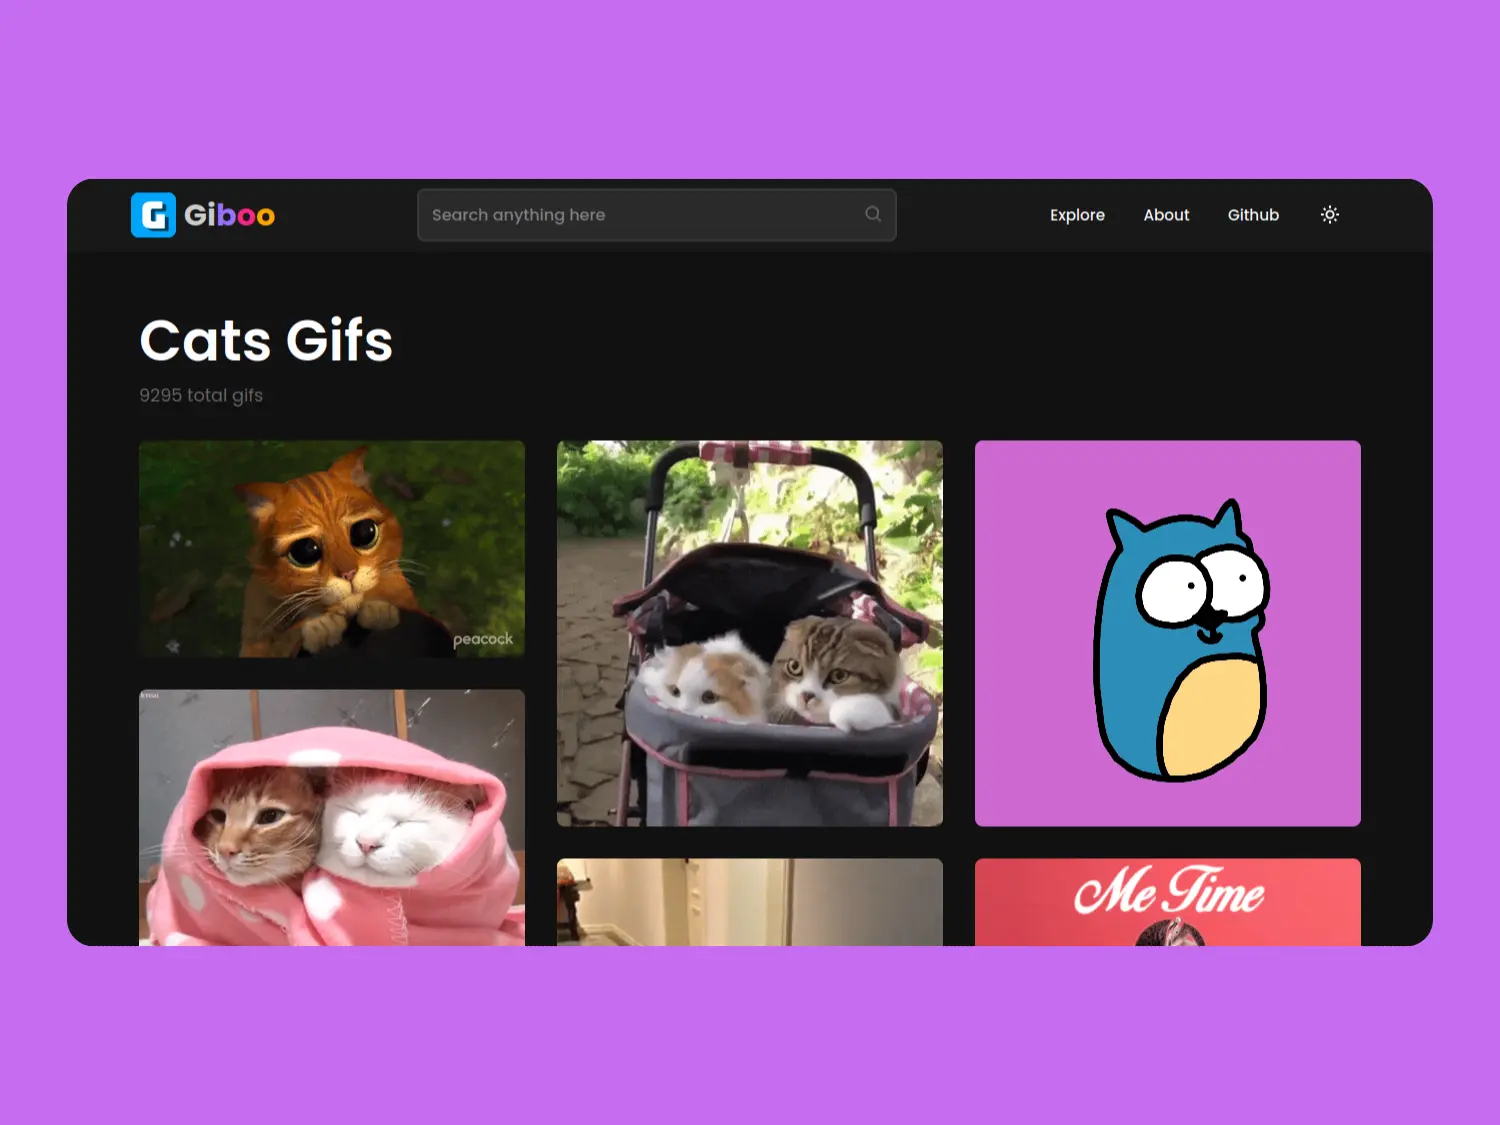 Giboo
Search anything here
Explore
About
Github
Cats Gifs
9295 total gifs
peacock
Me Time